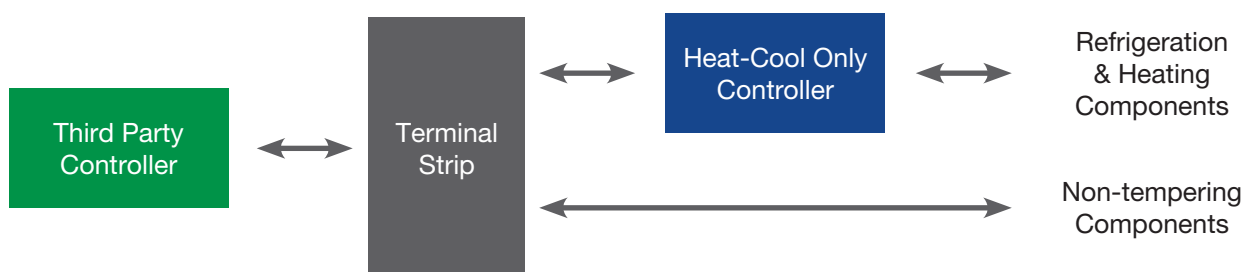 Third Party
Controller
Terminal
Strip
Heat-Cool Only
Controller
Refrigeration
& Heating
Components
Non-tempering
Components